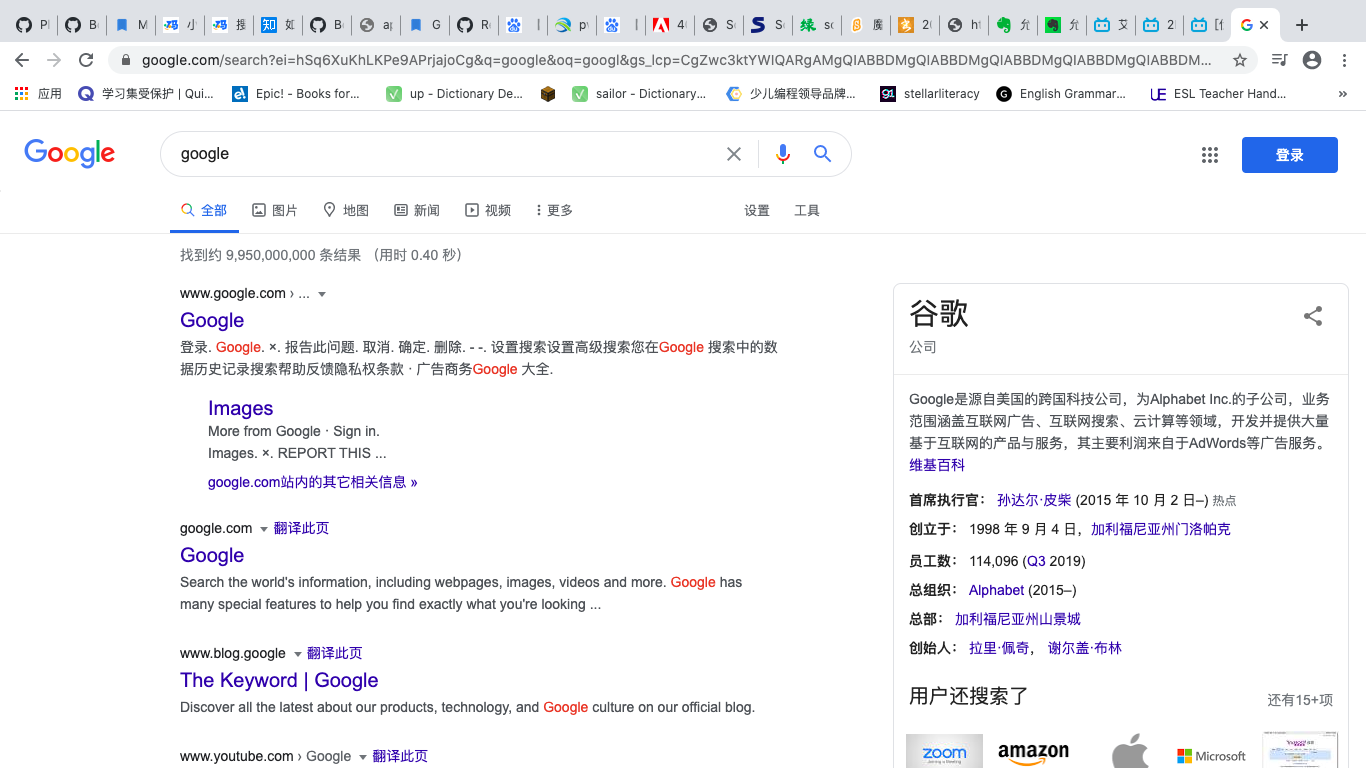 google.com/search?ei=hSq6XuKhLKPe9APrjajoCg&q=google&oq=googl&gs_lcp=CgZwc3ktYWIQARgAMgQIABBDMgQIABBDMgQIABBDMgQIABBDMgQIABBDM...
应用
学习集受保护 | Qui...
Epic! - Books for...
up - Dictionary De...
sailor - Dictionary...
少儿编程领导品牌...
stellarliteracy
English Grammar...
ESL Teacher Hand...
»
Google
google
登录
全部
图片
地图
新闻
视频
更多
设置
工具
找到约 9,950,000,000 条结果 （用时 0.40 秒）
www.google.com › ...
Google
登录. Google. ×. 报告此问题. 取消. 确定. 删除. - -. 设置搜索设置高级搜索您在Google 搜索中的数
据历史记录搜索帮助反馈隐私权条款 · 广告商务Google 大全.
Images
More from Google · Sign in.
Images. ×. REPORT THIS ...
google.com站内的其它相关信息 »
google.com 翻译此页
Google
Search the world's information, including webpages, images, videos and more. Google has
many special features to help you find exactly what you're looking ...
www.blog.google 翻译此页
The Keyword | Google
Discover all the latest about our products, technology, and Google culture on our official blog.
www.youtube.com › Google 翻译此页
谷歌
公司
Google是源自美国的跨国科技公司，为Alphabet Inc.的子公司，业务
范围涵盖互联网广告、互联网搜索、云计算等领域，开发并提供大量
基于互联网的产品与服务，其主要利润来自于AdWords等广告服务。
维基百科
首席执行官： 孙达尔·皮柴 (2015 年 10 月 2 日–) 热点
创立于： 1998 年 9 月 4 日，加利福尼亚州门洛帕克
员工数： 114,096 (Q3 2019)
总组织： Alphabet (2015–)
总部： 加利福尼亚州山景城
创始人： 拉里·佩奇， 谢尔盖·布林
用户还搜索了
还有15+项
zoom
amazon
Microsoft